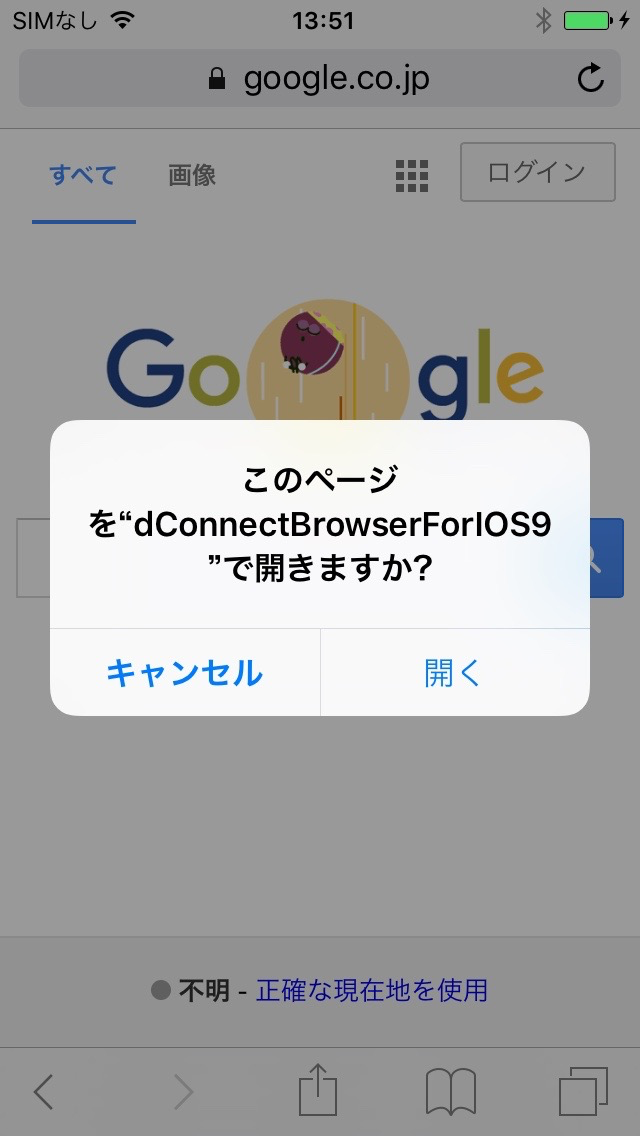 SIMなし 13:51
google.co.jp
すべて 画像 ログイン
Google
このページ
を“dConnectBrowserForIOS9
”で開きますか?
キャンセル 開く
不明 - 正確な現在地を使用